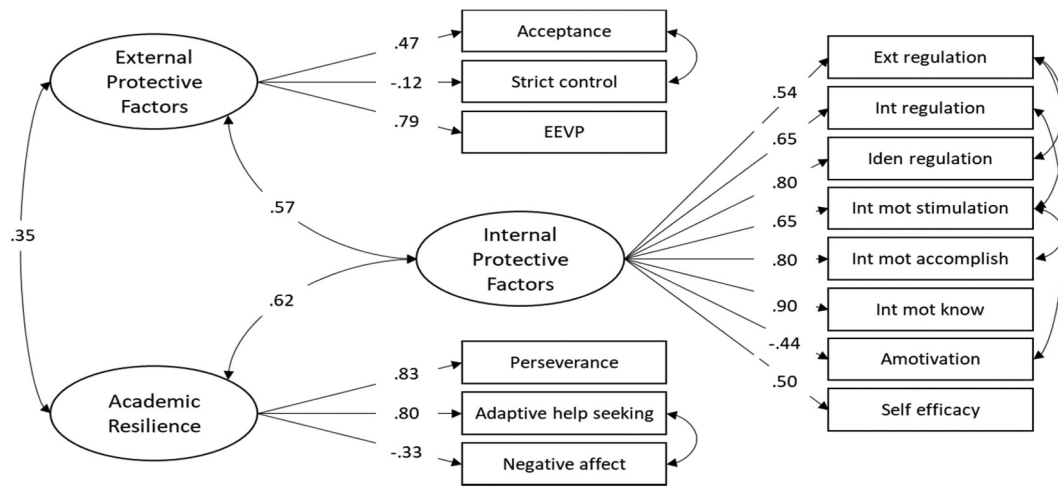 External
Protective
Factors
.47
-.12
.79
Acceptance
Strict control
EEVP
.35
.57
.62
Internal
Protective
Factors
.54
.65
.80
.65
.80
.90
-.44
.50
Ext regulation
Int regulation
Iden regulation
Int mot stimulation
Int mot accomplish
Int mot know
Amotivation
Self efficacy
Academic
Resilience
.83
.80
-.33
Perseverance
Adaptive help seeking
Negative affect